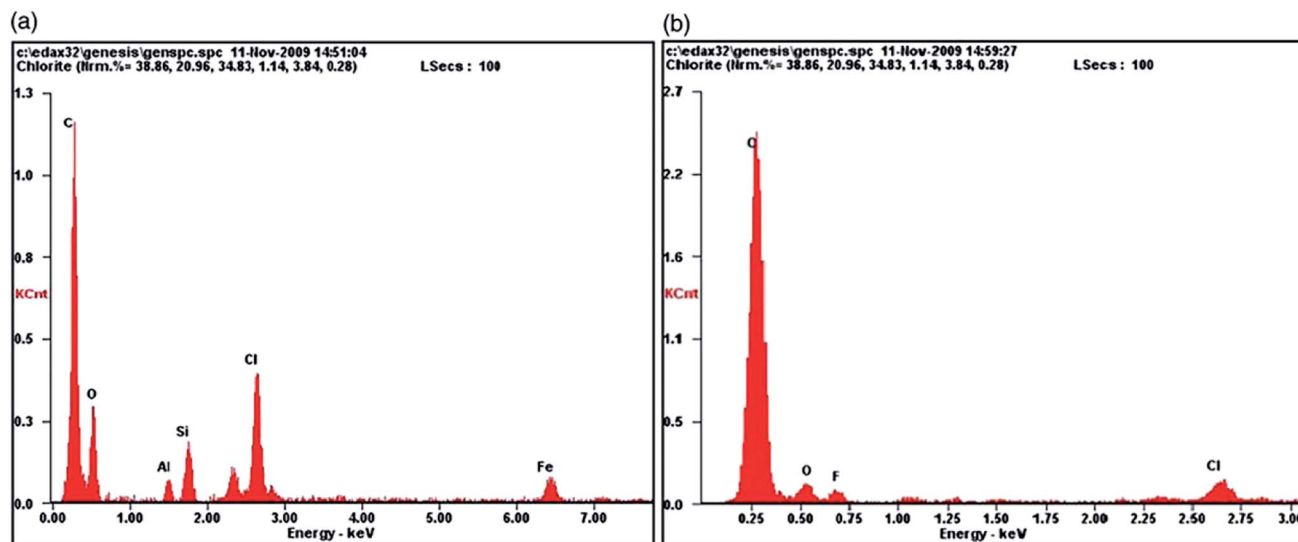 (a)
c:\edax32\genesis\genspc.spc 11-Nov-2009 14:51:04
Chlorite (Nrm.%= 38.86, 20.96, 34.83, 1.14, 3.84, 0.28) LSecs : 100
1.3
1.0
0.8
KCnt
0.5
0.3
0.0
C
O
Al
Si
Cl
Fe
0.00 1.00 2.00 3.00 4.00 5.00 6.00 7.00
Energy - keV
(b)
c:\edax32\genesis\genspc.spc 11-Nov-2009 14:59:27
Chlorite (Nrm.%= 38.86, 20.96, 34.83, 1.14, 3.84, 0.28) LSecs : 100
2.7
2.2
1.6
KCnt
1.1
0.5
0.0
O
F
Cl
0.25 0.50 0.75 1.00 1.25 1.50 1.75 2.00 2.25 2.50 2.75 3.00
Energy - keV